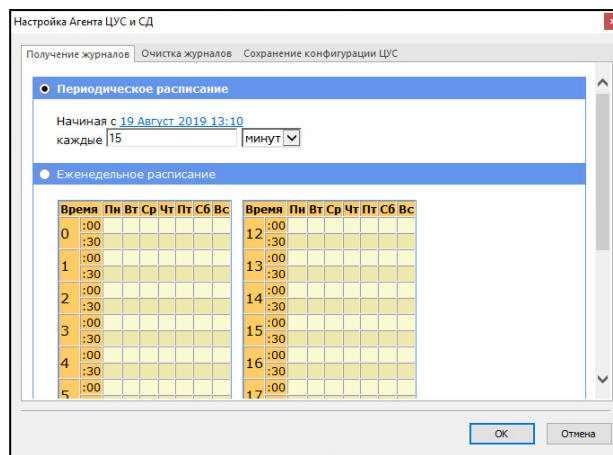 Настройка Агента ЦУС и СД
Получение журналов Очистка журналов Сохранение конфигурации ЦУС
Периодическое расписание
Начиная с 19 Август 2019 13:10
каждые 15 минут
Еженедельное расписание
Время Пн Вт Ср Чт Пт Сб Вс Время Пн Вт Ср Чт Пт Сб Вс
0 :00 12 :00
:30 :30
1 :00 13 :00
:30 :30
2 :00 14 :00
:30 :30
3 :00 15 :00
:30 :30
4 :00 16 :00
:30 :30
5 :00 17 :00
OK Отмена